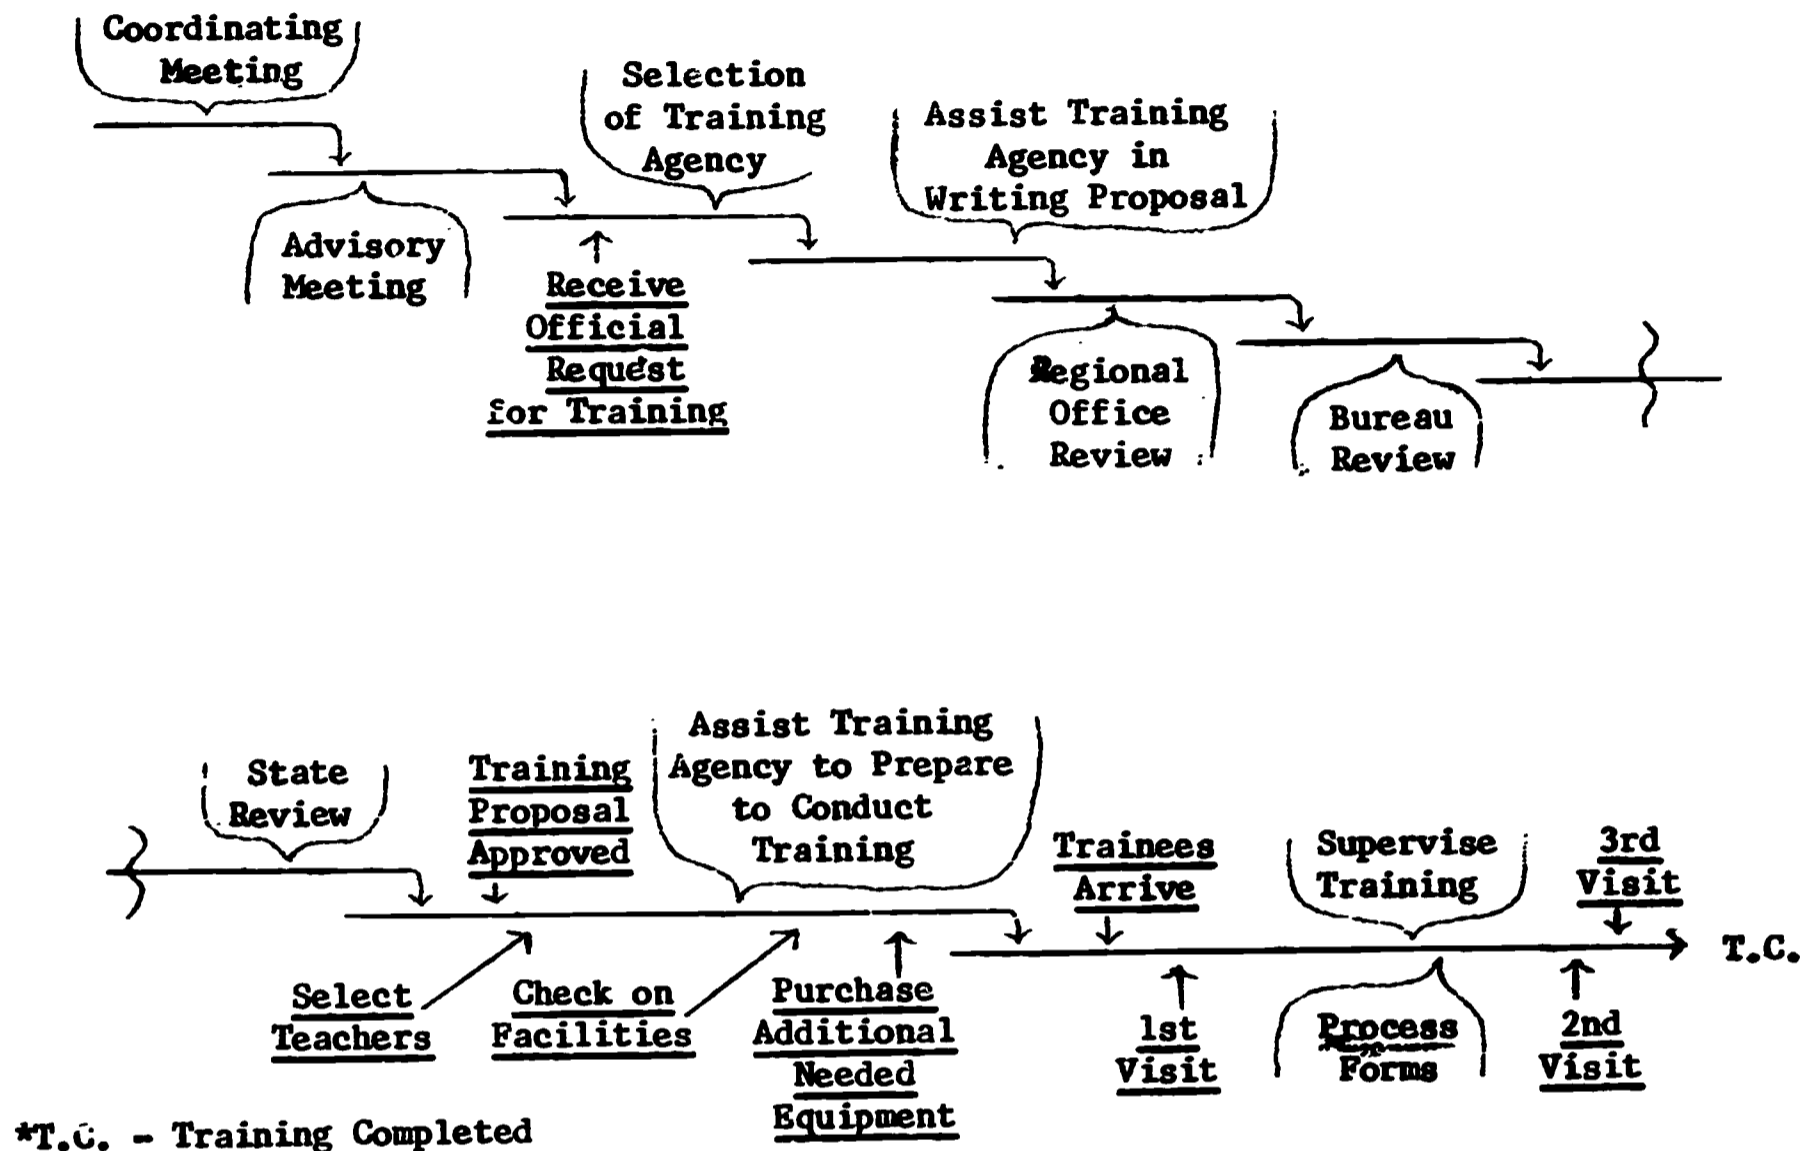 Coordinating
Meeting
Selection
of Training
Agency
Assist Training
Agency in
Writing Proposal
Advisory
Meeting
Receive
Official
Request
for Training
Regional
Office
Review
Bureau
Review
State
Review
Training
Proposal
Approved
Assist Training
Agency to Prepare
to Conduct
Training
Trainees
Arrive
Supervise
Training
3rd
Visit
T.C.
Select
Teachers
Check on
Facilities
Purchase
Additional
Needed
Equipment
1st
Visit
Process
Forms
2nd
Visit
*T.C. - Training Completed